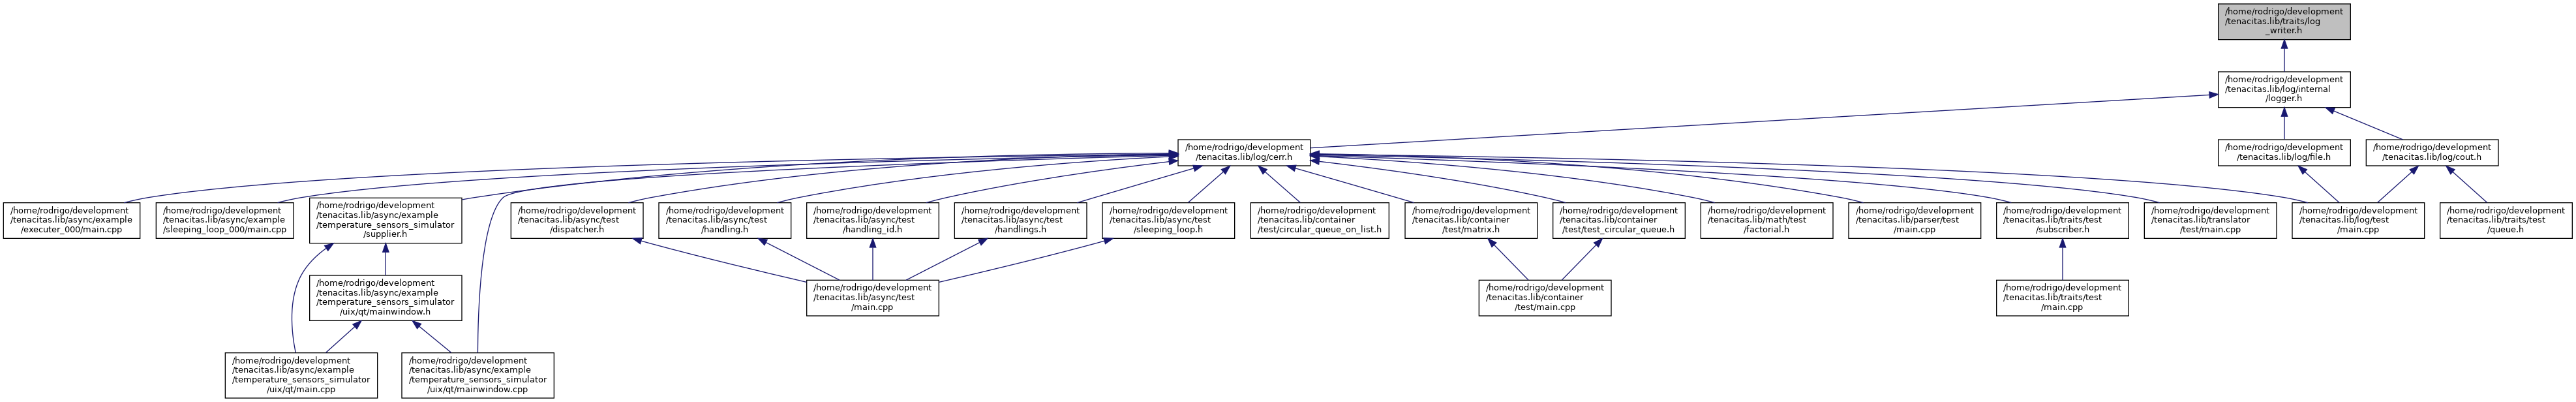 /home/rodrigo/development
/tenacitas.lib/traits/log
_writer.h
/home/rodrigo/development
/tenacitas.lib/log/internal
/logger.h
/home/rodrigo/development
/tenacitas.lib/log/cerr.h
/home/rodrigo/development
/tenacitas.lib/log/file.h
/home/rodrigo/development
/tenacitas.lib/log/cout.h
/home/rodrigo/development
/tenacitas.lib/async/example
/executer_000/main.cpp
/home/rodrigo/development
/tenacitas.lib/async/example
/sleeping_loop_000/main.cpp
/home/rodrigo/development
/tenacitas.lib/async/example
/temperature_sensors_simulator
/supplier.h
/home/rodrigo/development
/tenacitas.lib/async/test
/dispatcher.h
/home/rodrigo/development
/tenacitas.lib/async/test
/handling.h
/home/rodrigo/development
/tenacitas.lib/async/test
/handling_id.h
/home/rodrigo/development
/tenacitas.lib/async/test
/handlings.h
/home/rodrigo/development
/tenacitas.lib/async/test
/sleeping_loop.h
/home/rodrigo/development
/tenacitas.lib/container
/test/circular_queue_on_list.h
/home/rodrigo/development
/tenacitas.lib/container
/test/matrix.h
/home/rodrigo/development
/tenacitas.lib/container
/test/test_circular_queue.h
/home/rodrigo/development
/tenacitas.lib/math/test
/factorial.h
/home/rodrigo/development
/tenacitas.lib/parser/test
/main.cpp
/home/rodrigo/development
/tenacitas.lib/traits/test
/subscriber.h
/home/rodrigo/development
/tenacitas.lib/translator
/test/main.cpp
/home/rodrigo/development
/tenacitas.lib/log/test
/main.cpp
/home/rodrigo/development
/tenacitas.lib/traits/test
/queue.h
/home/rodrigo/development
/tenacitas.lib/async/example
/temperature_sensors_simulator
/uix/qt/mainwindow.h
/home/rodrigo/development
/tenacitas.lib/async/test
/main.cpp
/home/rodrigo/development
/tenacitas.lib/container
/test/main.cpp
/home/rodrigo/development
/tenacitas.lib/traits/test
/main.cpp
/home/rodrigo/development
/tenacitas.lib/async/example
/temperature_sensors_simulator
/uix/qt/main.cpp
/home/rodrigo/development
/tenacitas.lib/async/example
/temperature_sensors_simulator
/uix/qt/mainwindow.cpp